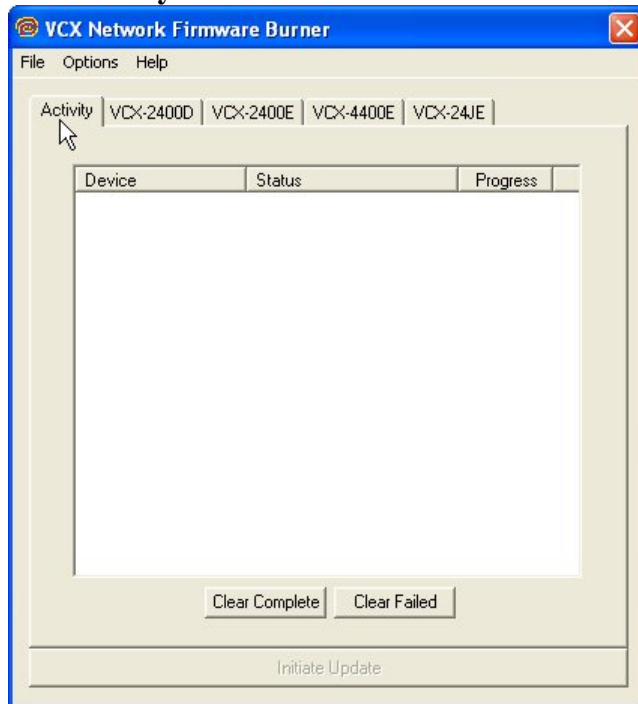 VCX Network Firmware Burner
File Options Help
Activity VCX-2400D VCX-2400E VCX-4400E VCX-24JE
Device Status Progress
Clear Complete Clear Failed
Initiate Update